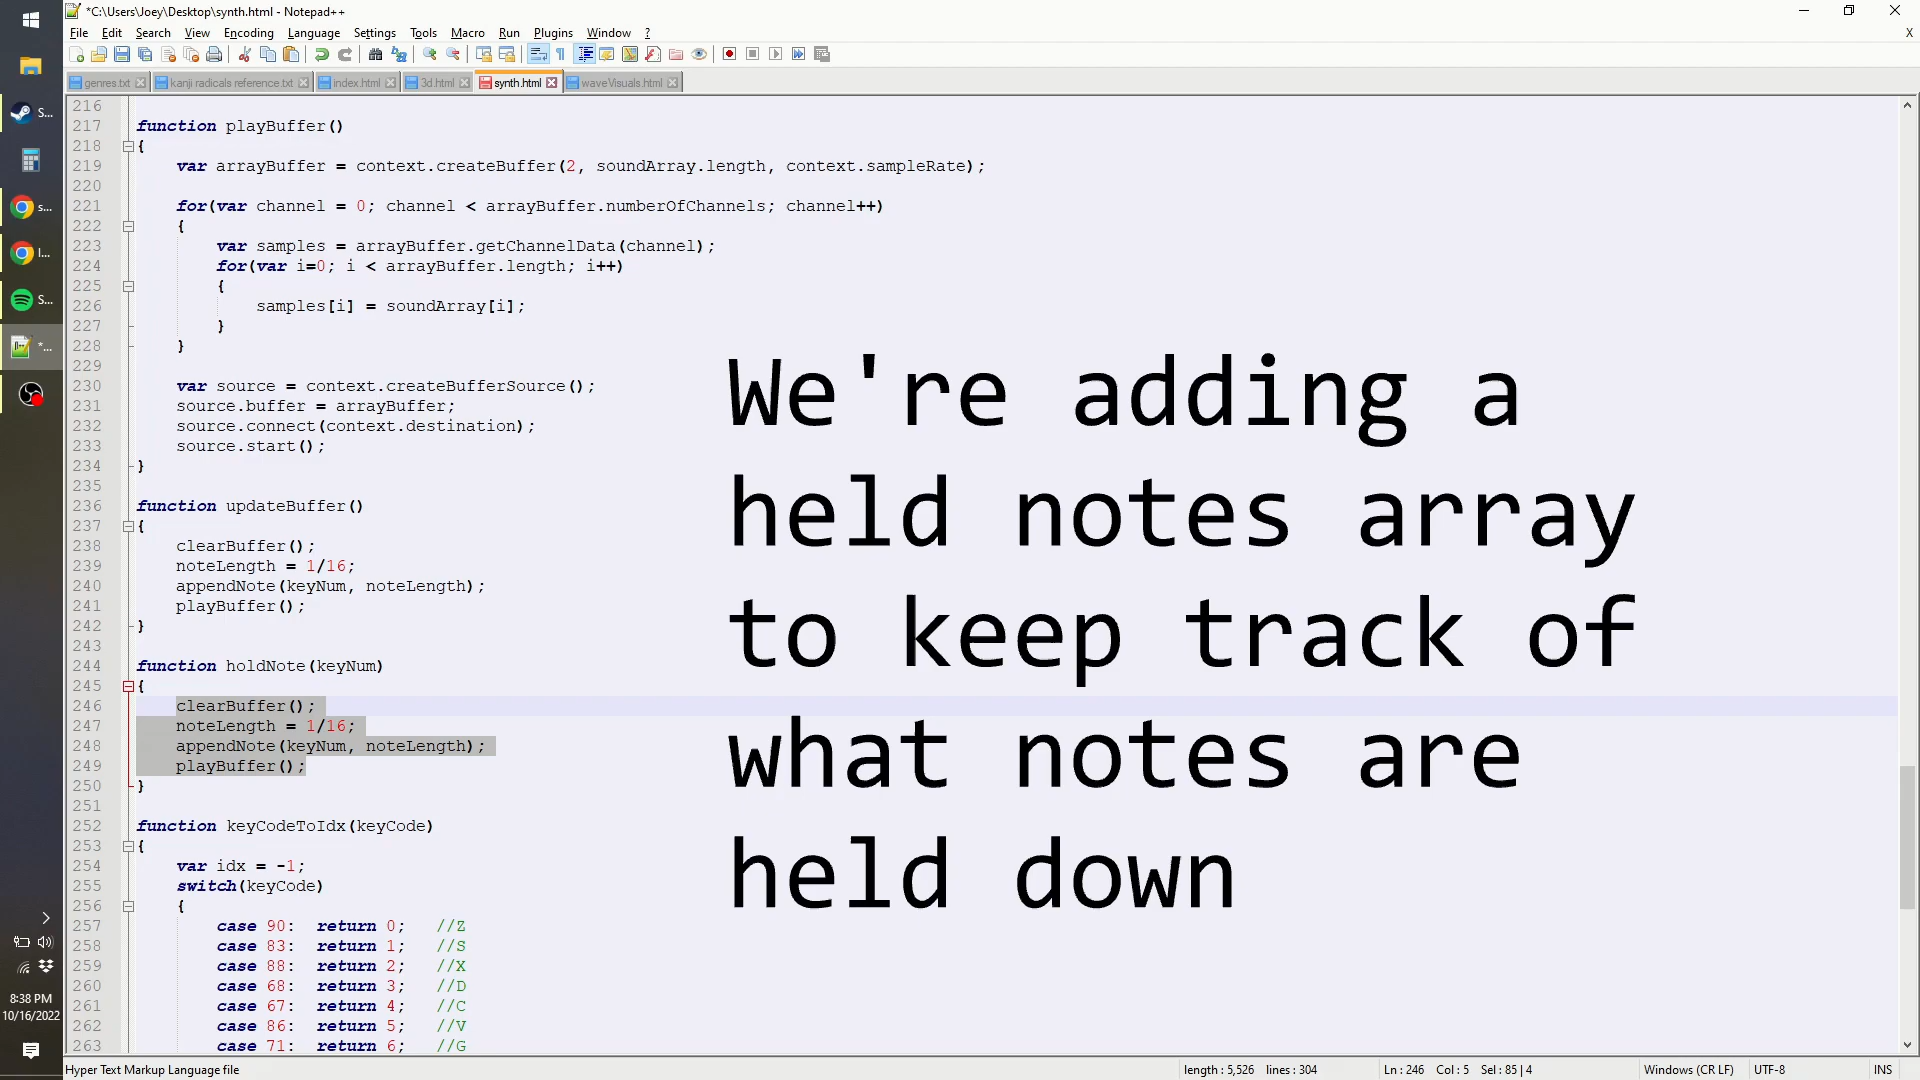 *C:\Users\Joey\Desktop\synth.html - Notepad++
File Edit Search View Encoding Language Settings Tools Macro Run Plugins Window ? X
genres.txt kanji radicals reference.txt index.html 3d.html synth.html waveVisuals.html
216
217 function playBuffer()
218 {
219 var arrayBuffer = context.createBuffer(2, soundArray.length, context.sampleRate);
220
221 for(var channel = 0; channel < arrayBuffer.numberOfChannels; channel++)
222 {
223 var samples = arrayBuffer.getChannelData(channel);
224 for(var i=0; i < arrayBuffer.length; i++)
225 {
226 samples[i] = soundArray[i];
227 }
228 }
229
230 var source = context.createBufferSource();
231 source.buffer = arrayBuffer;
232 source.connect(context.destination);
233 source.start();
234 }
235
236 function updateBuffer()
237 {
238 clearBuffer();
239 noteLength = 1/16;
240 appendNote(keyNum, noteLength);
241 playBuffer();
242 }
243
244 function holdNote(keyNum)
245 {
246 clearBuffer();
247 noteLength = 1/16;
248 appendNote(keyNum, noteLength);
249 playBuffer();
250 }
251
252 function keyCodeToIdx(keyCode)
253 {
254 var idx = -1;
255 switch(keyCode)
256 {
257 case 90: return 0; //Z
258 case 83: return 1; //S
259 case 88: return 2; //X
260 case 68: return 3; //D
261 case 67: return 4; //C
262 case 86: return 5; //V
263 case 71: return 6; //G
We're adding a
held notes array
to keep track of
what notes are
held down
S...
s...
I...
S...
*...
8:38 PM
10/16/2022
Hyper Text Markup Language file length : 5,526 lines : 304 Ln : 246 Col : 5 Sel : 85 | 4 Windows (CR LF) UTF-8 INS